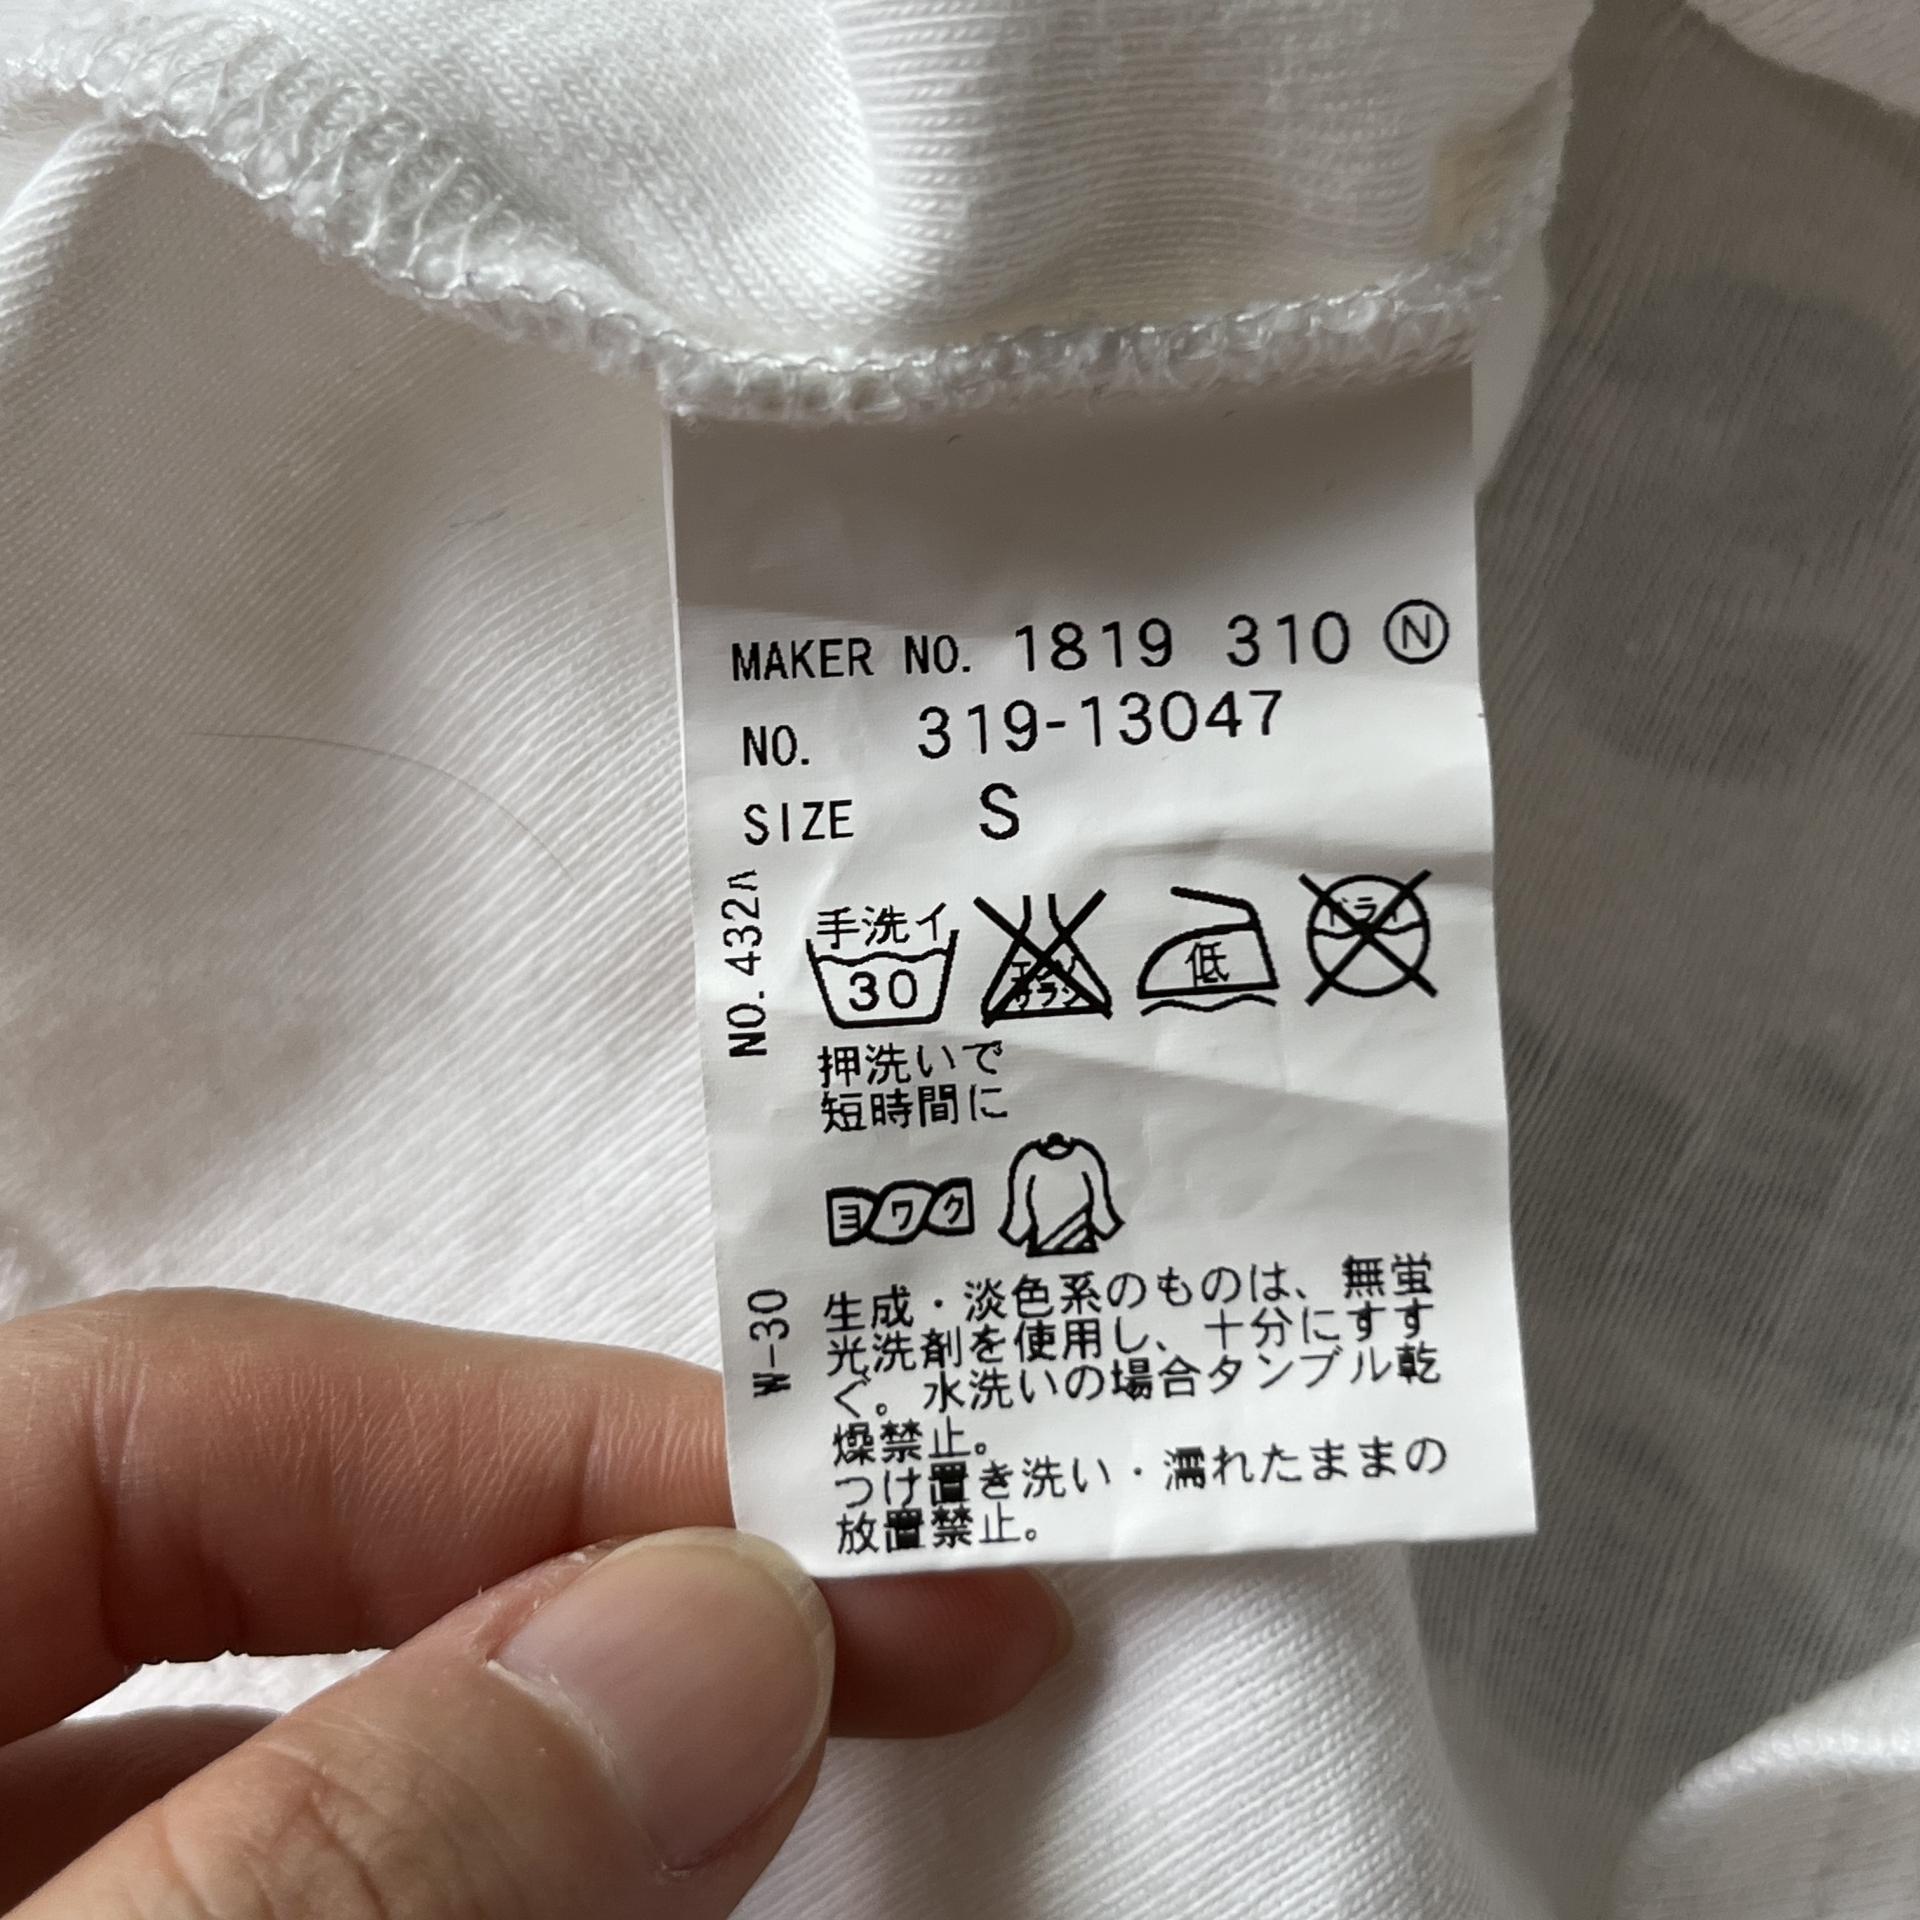 MAKER NO. 1819 310 Ⓝ
NO. 319-13047
SIZE S
手洗イ
30
低
ドライ
押洗いで
短時間に
ヨワク
生成・淡色系のものは、無蛍
光洗剤を使用し、十分にすす
ぐ。水洗いの場合タンブル乾
燥禁止。
つけ置き洗い・濡れたままの
放置禁止。
W-30